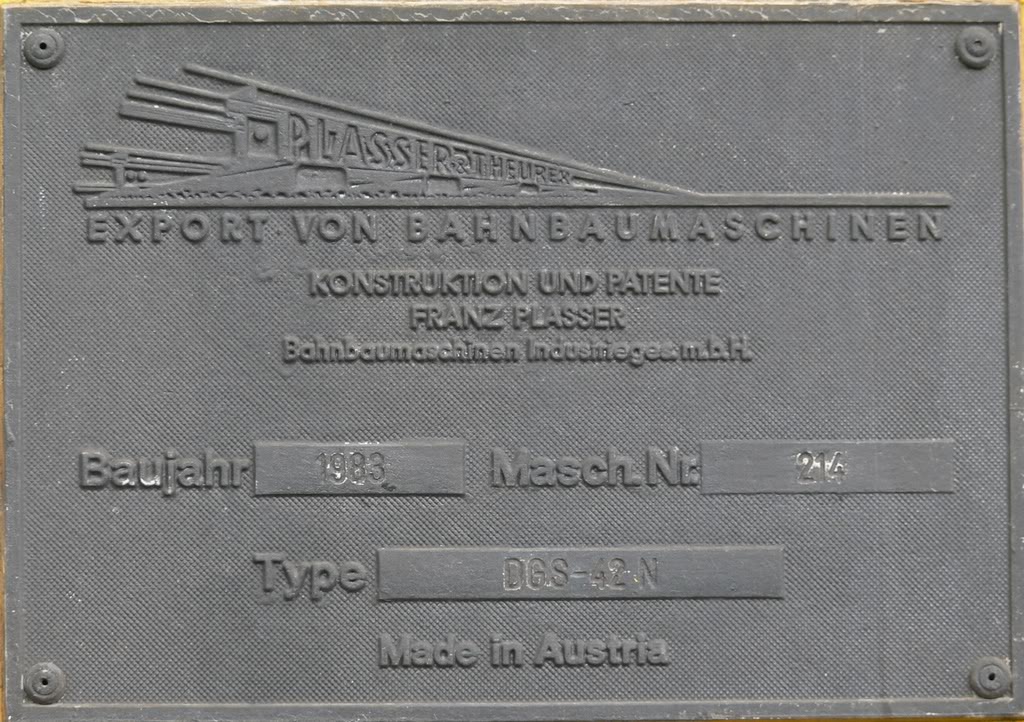 PLASSER & THEURER
EXPORT VON BAHNBAUMASCHINEN
KONSTRUKTION UND PATENTE
FRANZ PLASSER
Bahnbaumaschinen Industrieges.m.b.H.
Baujahr 1983 Masch.Nr. 214
Type DGS-42 N
Made in Austria